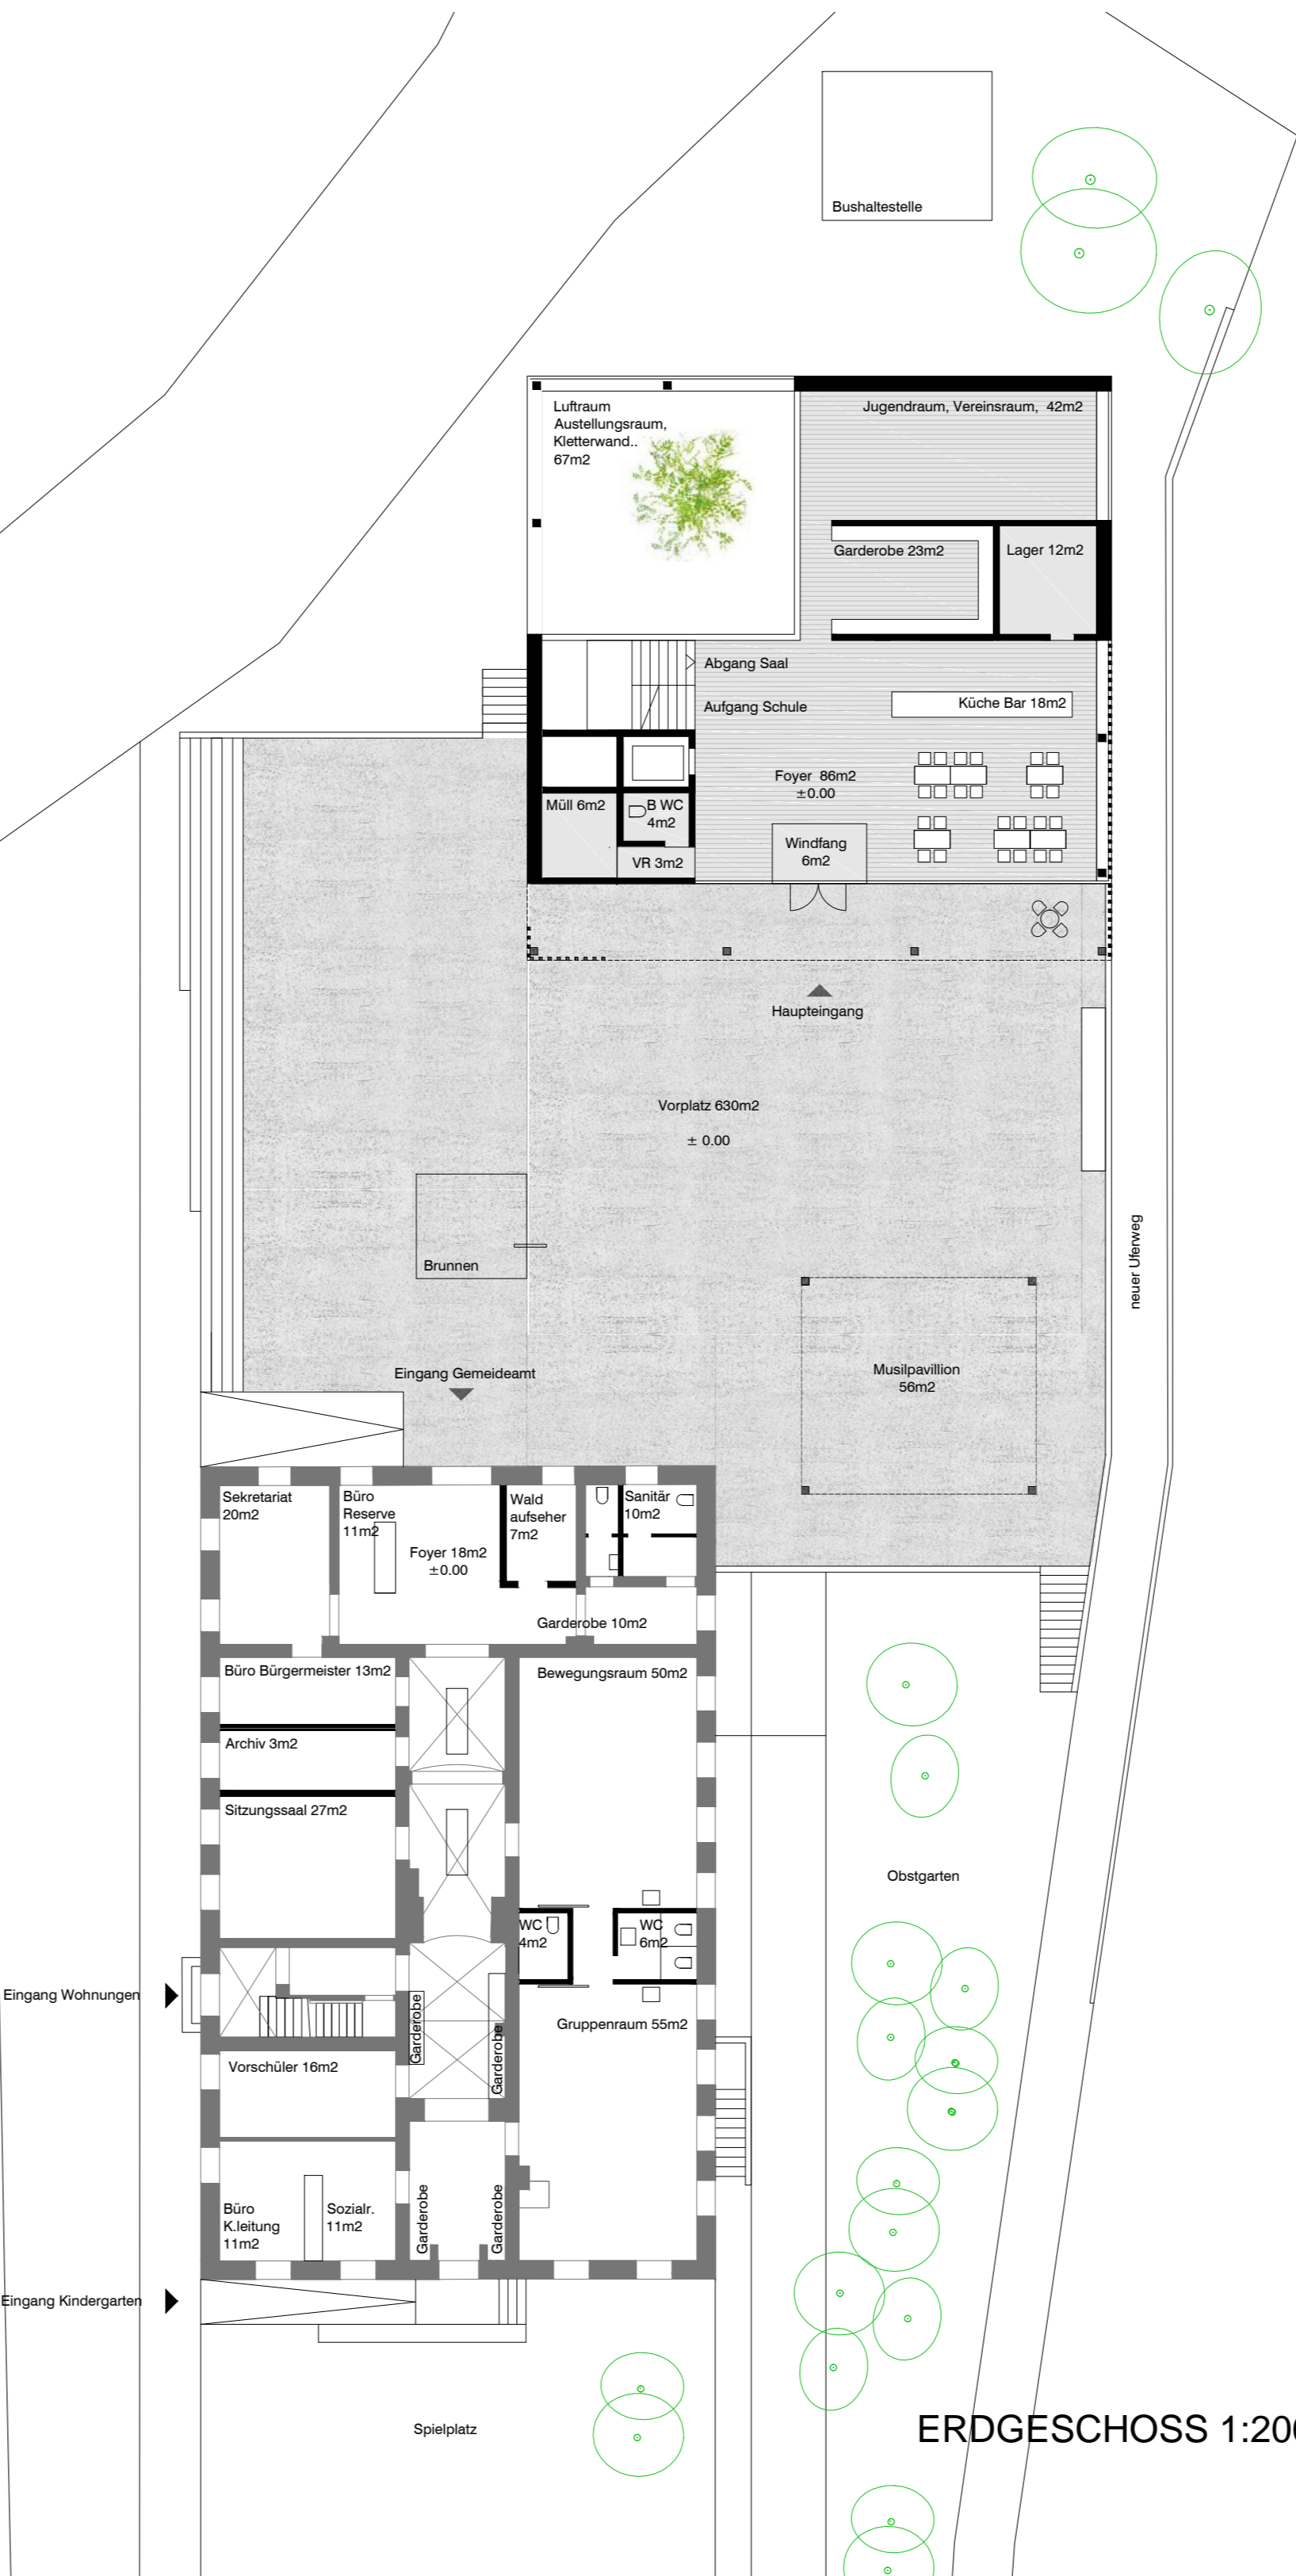 Bushaltestelle
Luftraum
Austellungsraum,
Kletterwand..
67m2
Jugendraum, Vereinsraum, 42m2
Garderobe 23m2
Lager 12m2
Abgang Saal
Aufgang Schule
Küche Bar 18m2
Foyer 86m2
±0.00
Müll 6m2
B WC
4m2
VR 3m2
Windfang
6m2
Haupteingang
Vorplatz 630m2
± 0.00
Brunnen
neuer Uferweg
Eingang Gemeideamt
Musilpavillion
56m2
Sekretariat
20m2
Büro
Reserve
11m2
Foyer 18m2
±0.00
Wald
aufseher
7m2
Sanitär
10m2
Garderobe 10m2
Büro Bürgermeister 13m2
Bewegungsraum 50m2
Archiv 3m2
Sitzungssaal 27m2
Obstgarten
WC
4m2
WC
6m2
Eingang Wohnungen
Garderobe
Garderobe
Gruppenraum 55m2
Vorschüler 16m2
Büro
K.leitung
11m2
Sozialr.
11m2
Garderobe
Garderobe
Eingang Kindergarten
Spielplatz
ERDGESCHOSS 1:200